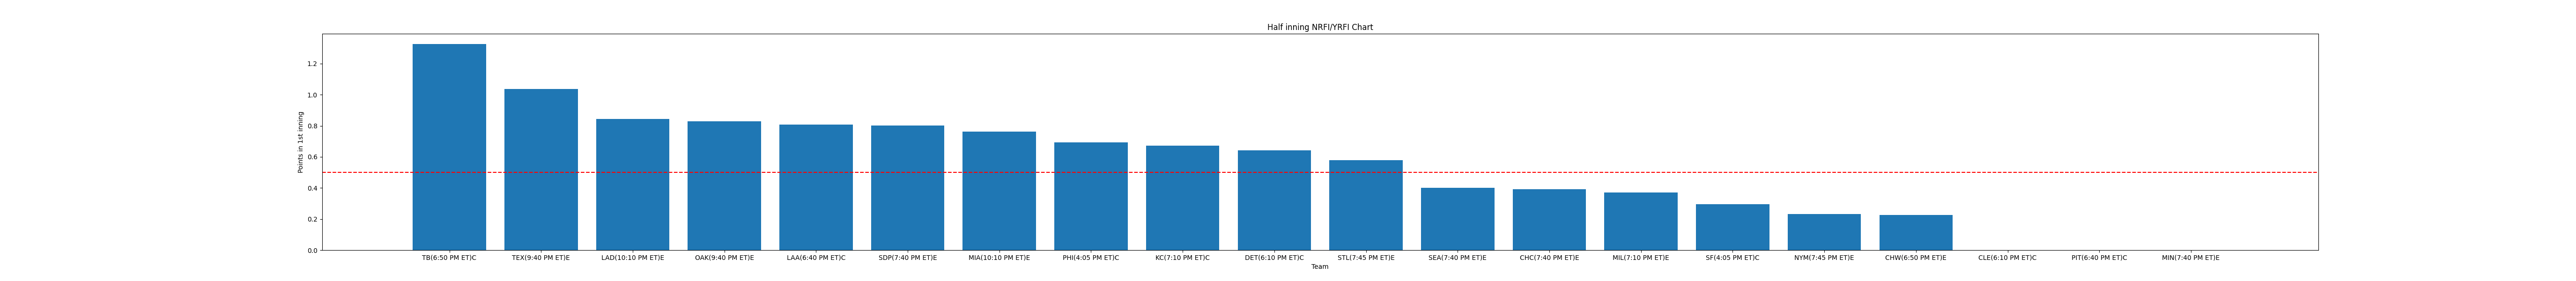 Half inning NRFI/YRFI Chart
Points in 1st inning
1.2
1.0
0.8
0.6
0.4
0.2
0.0
TB(6:50 PM ET)C TEX(9:40 PM ET)E LAD(10:10 PM ET)E OAK(9:40 PM ET)E LAA(6:40 PM ET)C SDP(7:40 PM ET)E MIA(10:10 PM ET)E PHI(4:05 PM ET)C KC(7:10 PM ET)C DET(6:10 PM ET)C STL(7:45 PM ET)E SEA(7:40 PM ET)E CHC(7:40 PM ET)E MIL(7:10 PM ET)E SF(4:05 PM ET)C NYM(7:45 PM ET)E CHW(6:50 PM ET)E CLE(6:10 PM ET)C PIT(6:40 PM ET)C MIN(7:40 PM ET)E
Team